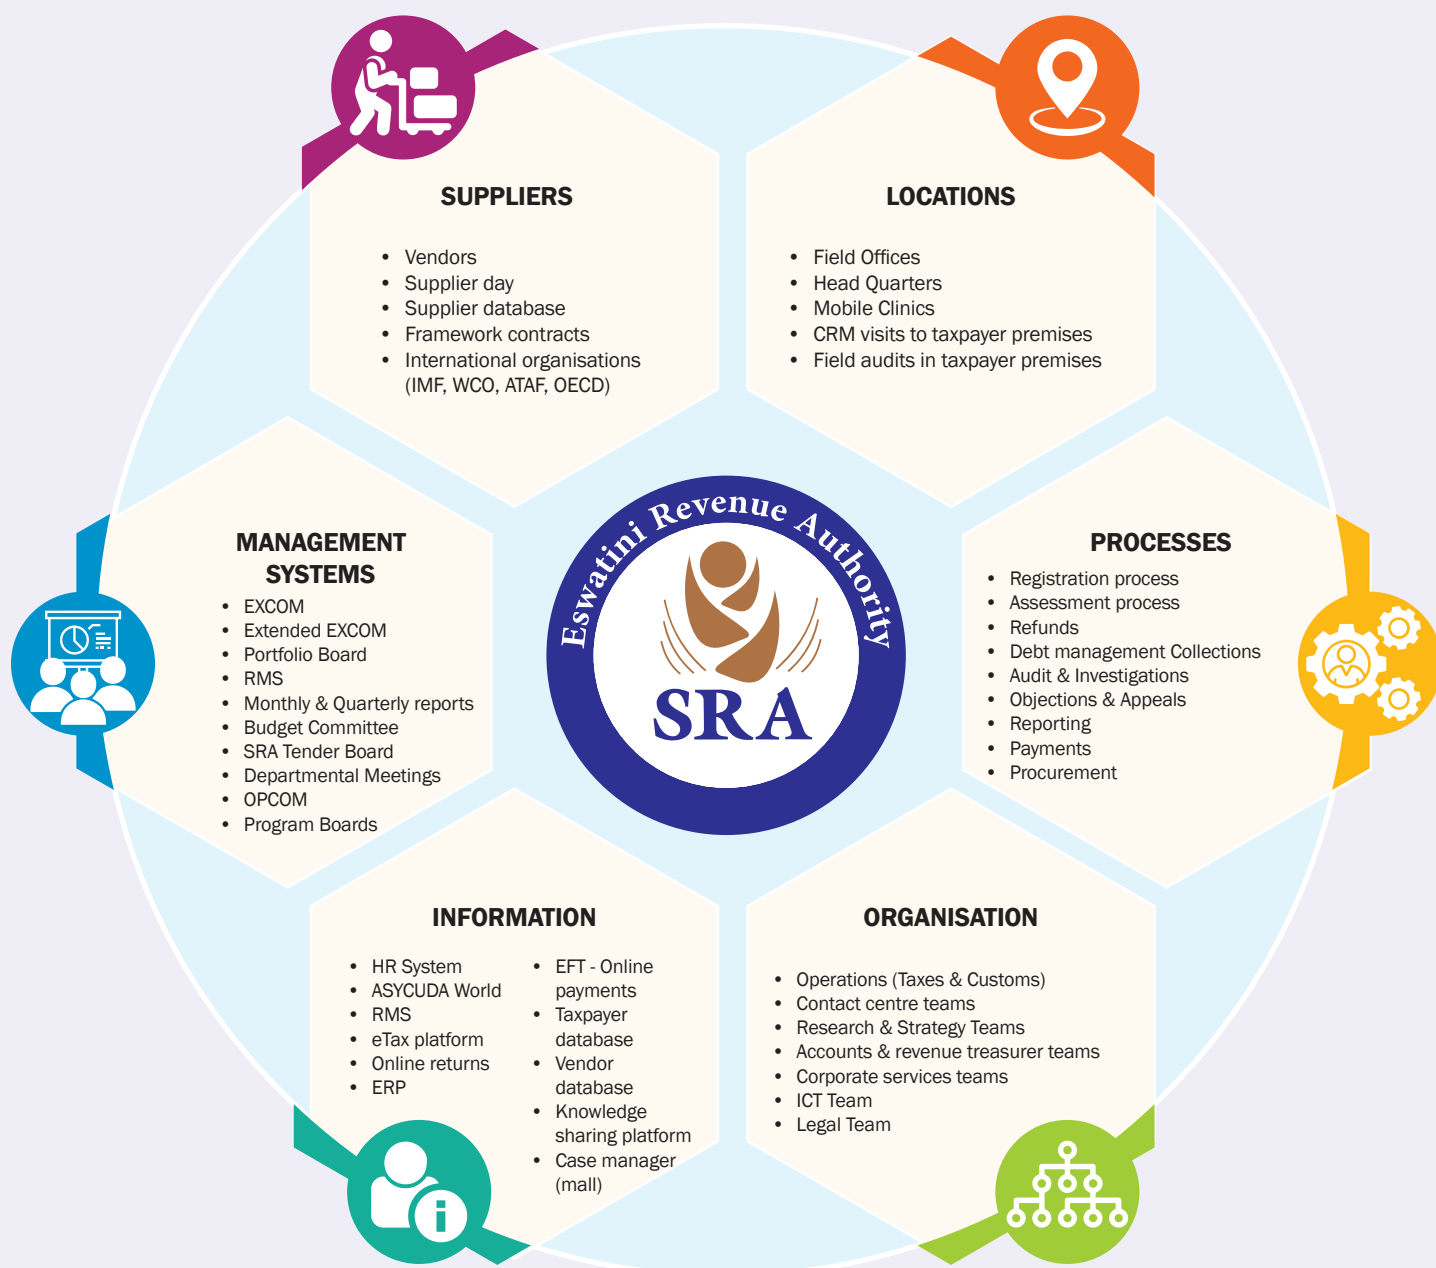 SUPPLIERS
• Vendors
• Supplier day
• Supplier database
• Framework contracts
• International organisations
(IMF, WCO, ATAF, OECD)
LOCATIONS
• Field Offices
• Head Quarters
• Mobile Clinics
• CRM visits to taxpayer premises
• Field audits in taxpayer premises
MANAGEMENT
SYSTEMS
• EXCOM
• Extended EXCOM
• Portfolio Board
• RMS
• Monthly & Quarterly reports
• Budget Committee
• SRA Tender Board
• Departmental Meetings
• OPCOM
• Program Boards
Eswatini Revenue Authority
SRA
PROCESSES
• Registration process
• Assessment process
• Refunds
• Debt management Collections
• Audit & Investigations
• Objections & Appeals
• Reporting
• Payments
• Procurement
INFORMATION
• HR System
• ASYCUDA World
• RMS
• eTax platform
• Online returns
• ERP
• EFT - Online
payments
• Taxpayer
database
• Vendor
database
• Knowledge
sharing platform
• Case manager
(mall)
ORGANISATION
• Operations (Taxes & Customs)
• Contact centre teams
• Research & Strategy Teams
• Accounts & revenue treasurer teams
• Corporate services teams
• ICT Team
• Legal Team